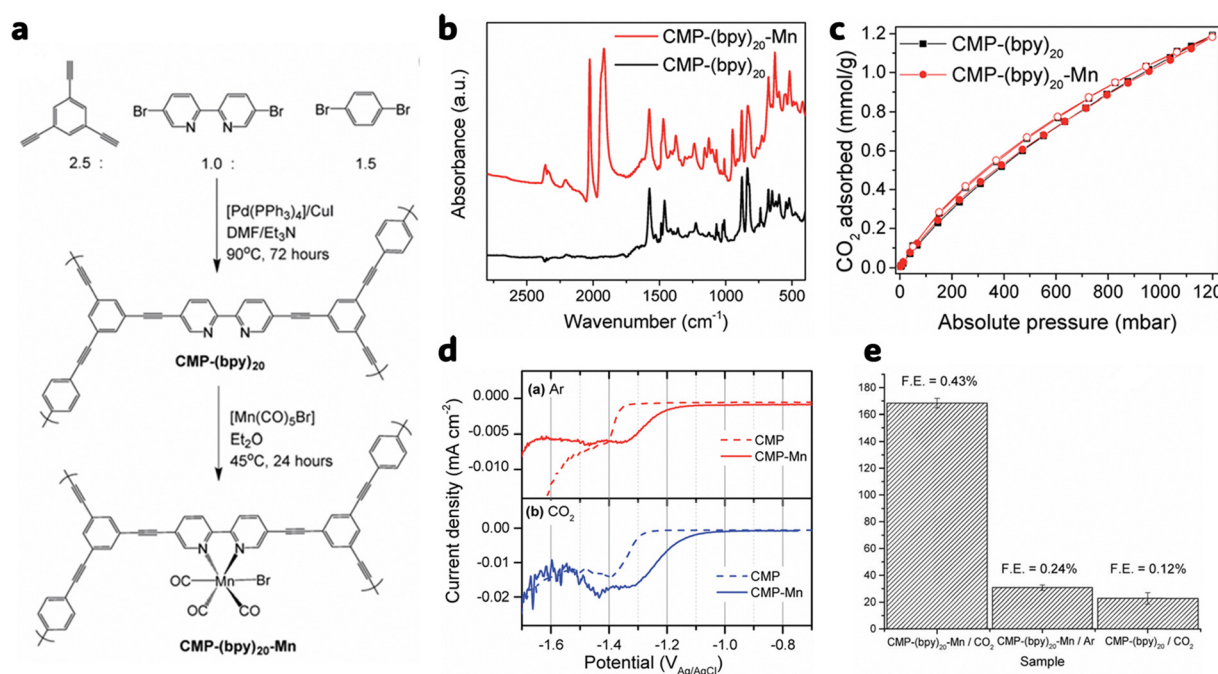 a
Br
N
N
Br
Br
Br
2.5 :
1.0 :
1.5
[Pd(PPh3)4]/CuI
DMF/Et3N
90°C, 72 hours
N
N
CMP-(bpy)20
[Mn(CO)5Br]
Et2O
45°C, 24 hours
N
N
OC
Mn
Br
OC
CO
CMP-(bpy)20-Mn
b
CMP-(bpy)20-Mn
CMP-(bpy)20
Absorbance (a.u.)
2500 2000 1500 1000 500
Wavenumber (cm-1)
c
CMP-(bpy)20
CMP-(bpy)20-Mn
CO2 adsorbed (mmol/g)
1.2
1.0
0.8
0.6
0.4
0.2
0.0
0 200 400 600 800 1000 1200
Absolute pressure (mbar)
d
(a) Ar
CMP
CMP-Mn
0.000
-0.005
-0.010
(b) CO2
CMP
CMP-Mn
0.00
-0.01
-0.02
Current density (mA cm-2)
-1.6 -1.4 -1.2 -1.0 -0.8
Potential (VAg/AgCl)
e
F.E. = 0.43%
F.E. = 0.24%
F.E. = 0.12%
180
160
140
120
100
80
60
40
20
0
CMP-(bpy)20-Mn / CO2 CMP-(bpy)20-Mn / Ar CMP-(bpy)20 / CO2
Sample